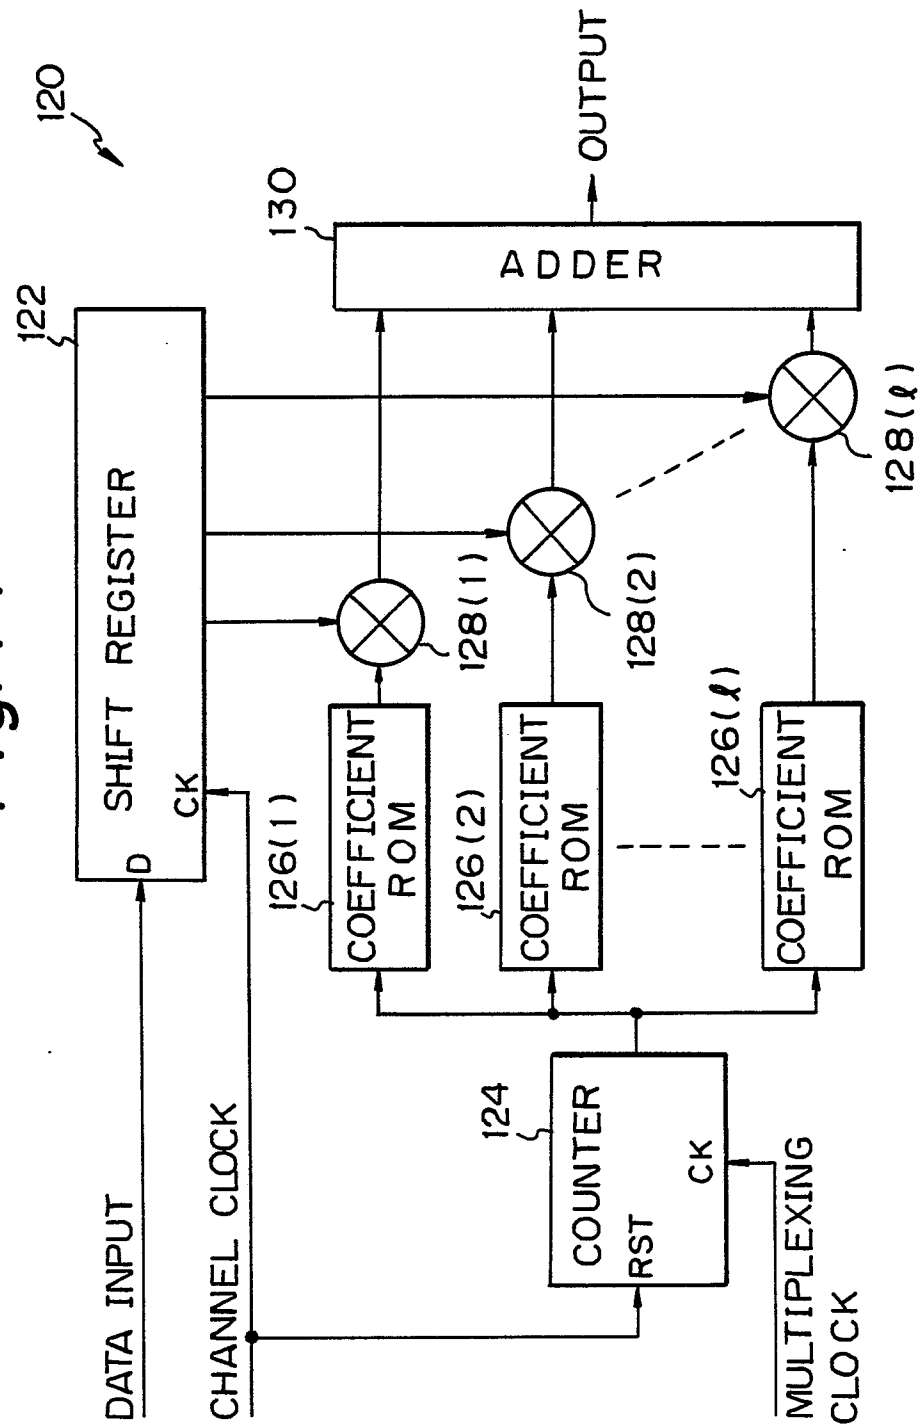 120
SHIFT REGISTER
122
D
CK
DATA INPUT
CHANNEL CLOCK
126(1)
COEFFICIENT
ROM
128(1)
130
ADDER
OUTPUT
126(2)
COEFFICIENT
ROM
128(2)
124
COUNTER
RST
CK
126(ℓ)
COEFFICIENT
ROM
128(ℓ)
MULTIPLEXING
CLOCK